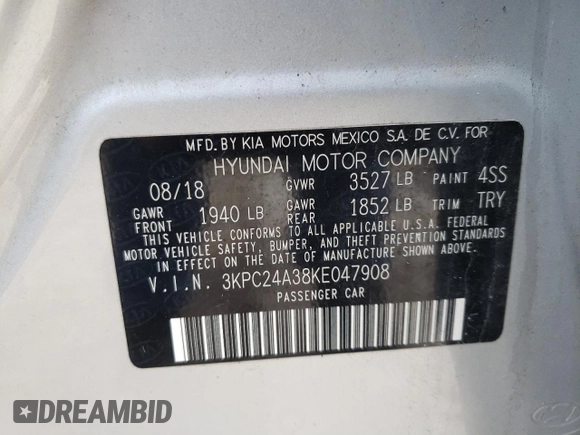 MFD. BY KIA MOTORS MEXICO S.A. DE C.V. FOR
HYUNDAI MOTOR COMPANY
08/18 GVWR 3527 LB PAINT 4SS
GAWR FRONT 1940 LB GAWR REAR 1852 LB TRIM TRY
THIS VEHICLE CONFORMS TO ALL APPLICABLE U.S.A. FEDERAL
MOTOR VEHICLE SAFETY, BUMPER, AND THEFT PREVENTION STANDARDS
IN EFFECT ON THE DATE OF MANUFACTURE SHOWN ABOVE.
V.I.N. 3KPC24A38KE047908
PASSENGER CAR
DREAMBID